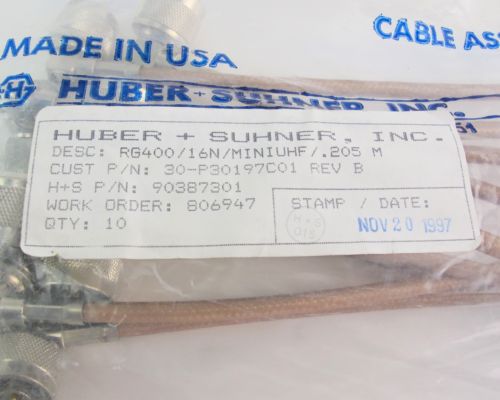 MADE IN USA
CABLE ASS
H+S
HUBER+SUHNER, INC.
51
HUBER + SUHNER, INC.
DESC: RG400/16N/MINIUHF/.205 M
CUST P/N: 30-P30197C01 REV B
H+S P/N: 90387301
WORK ORDER: 806947
QTY: 10
STAMP / DATE:
H+S
NOV 20 1997